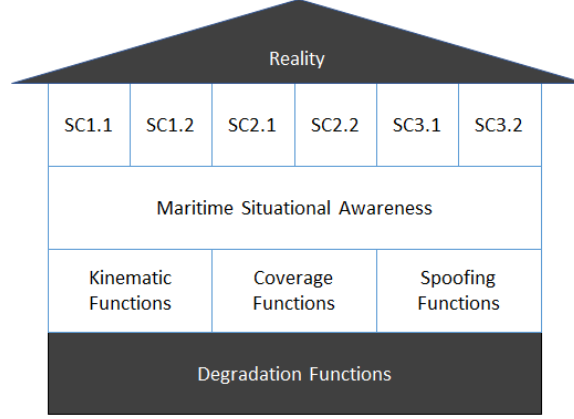 Reality
SC1.1 SC1.2 SC2.1 SC2.2 SC3.1 SC3.2
Maritime Situational Awareness
Kinematic Coverage Spoofing
Functions Functions Functions
Degradation Functions